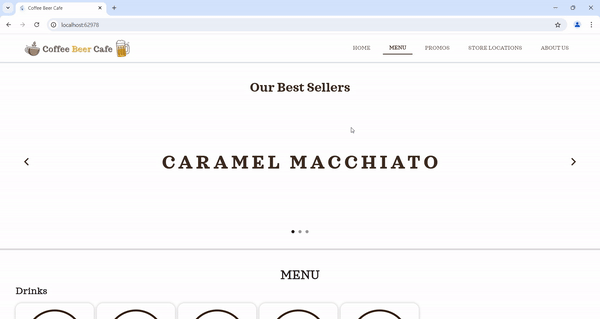 Coffee Beer Cafe
localhost:62978
Coffee Beer Cafe
HOME
MENU
PROMOS
STORE LOCATIONS
ABOUT US
Our Best Sellers
CARAMEL MACCHIATO
MENU
Drinks